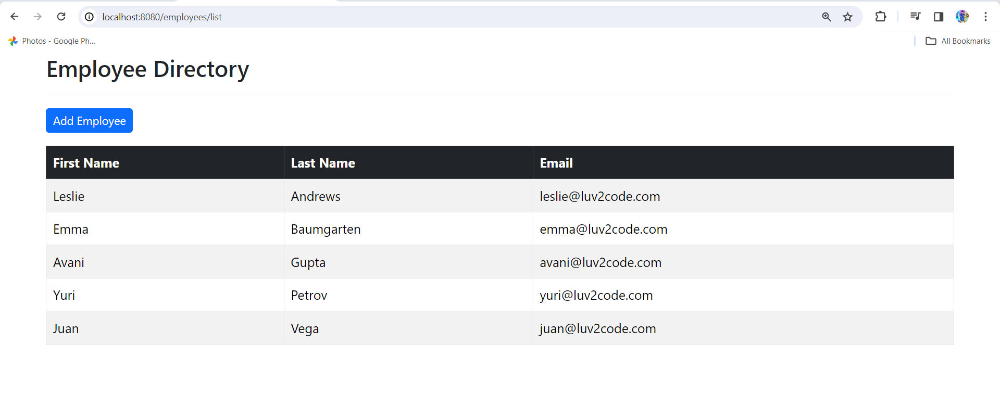 localhost:8080/employees/list
Photos - Google Ph...
All Bookmarks
Employee Directory
Add Employee
First Name Last Name Email
Leslie Andrews leslie@luv2code.com
Emma Baumgarten emma@luv2code.com
Avani Gupta avani@luv2code.com
Yuri Petrov yuri@luv2code.com
Juan Vega juan@luv2code.com